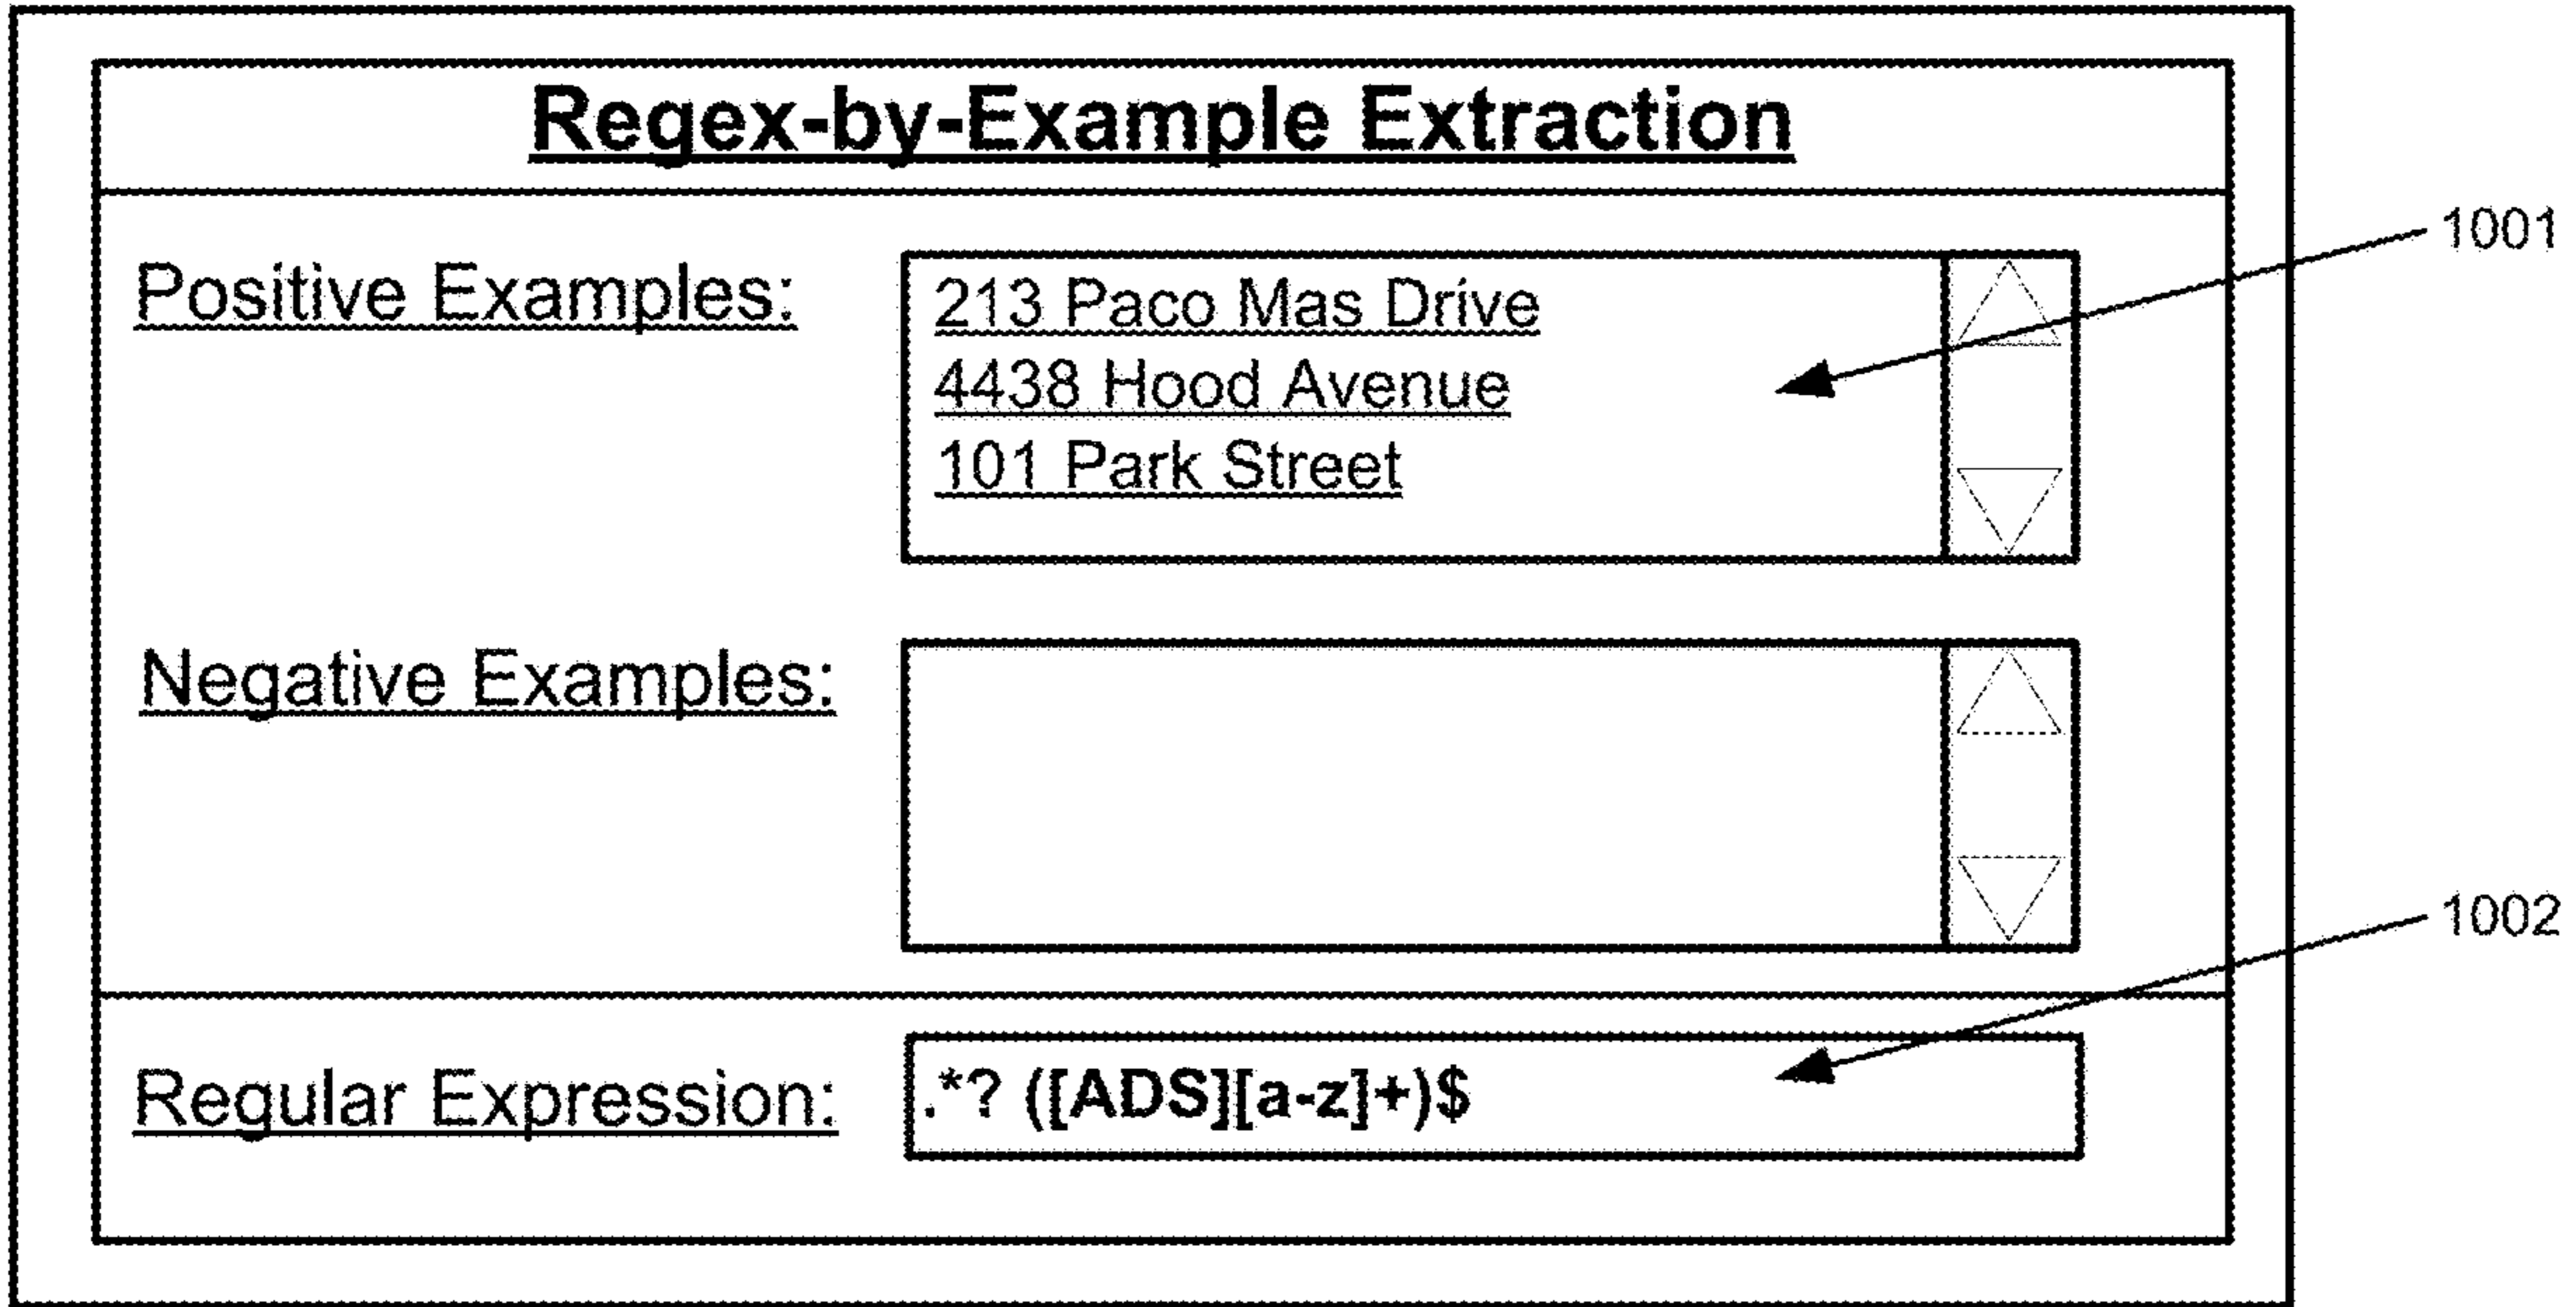 Regex-by-Example Extraction
1001
Positive Examples:
213 Paco Mas Drive
4438 Hood Avenue
101 Park Street
Negative Examples:
1002
Regular Expression:
.*? ([ADS][a-z]+)$